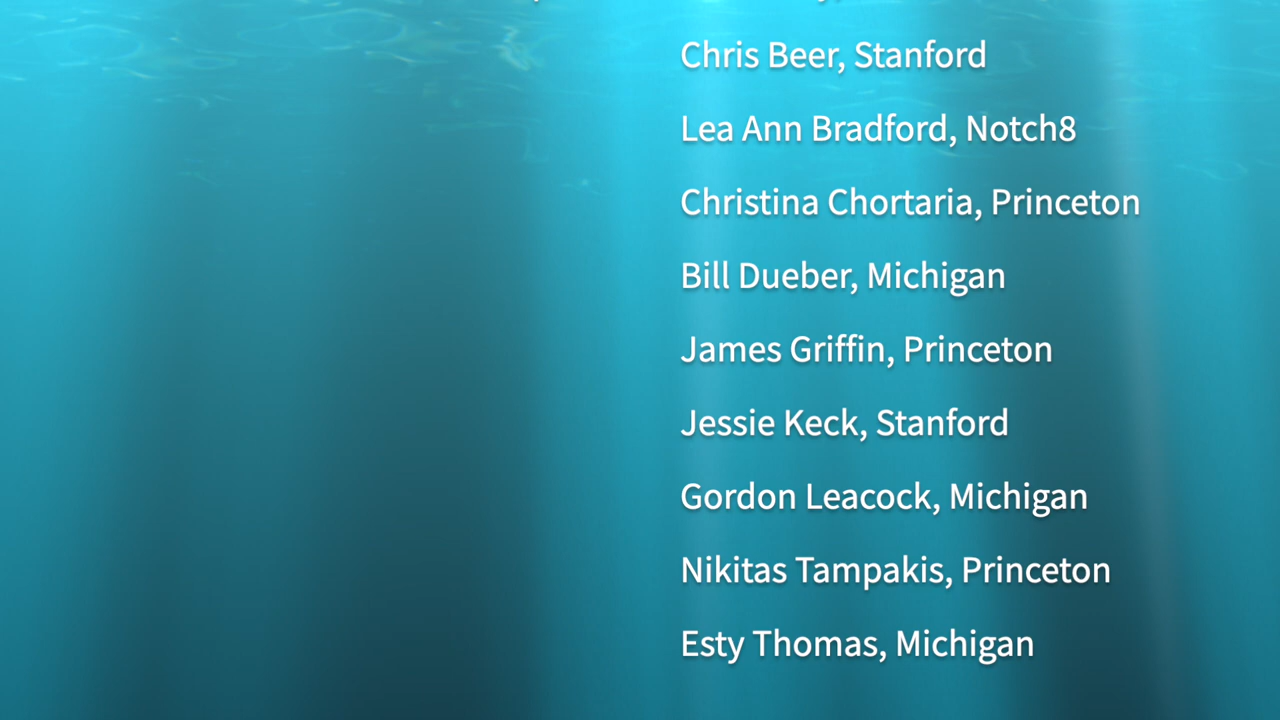 Chris Beer, Stanford
Lea Ann Bradford, Notch8
Christina Chortaria, Princeton
Bill Dueber, Michigan
James Griffin, Princeton
Jessie Keck, Stanford
Gordon Leacock, Michigan
Nikitas Tampakis, Princeton
Esty Thomas, Michigan